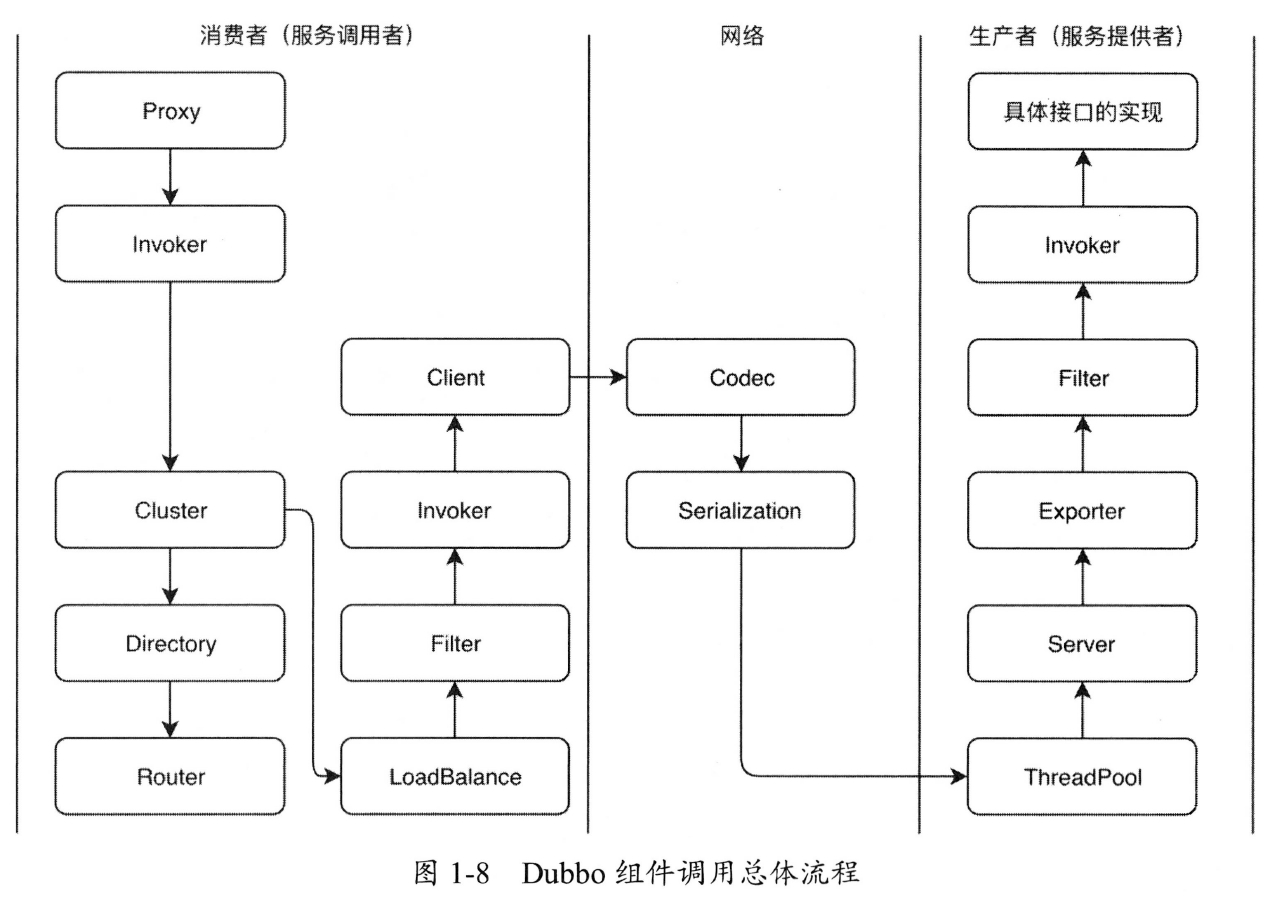 消费者（服务调用者）
网络
生产者（服务提供者）
Proxy
Invoker
Cluster
Directory
Router
Client
Invoker
Filter
LoadBalance
Codec
Serialization
具体接口的实现
Invoker
Filter
Exporter
Server
ThreadPool
图 1-8 Dubbo 组件调用总体流程